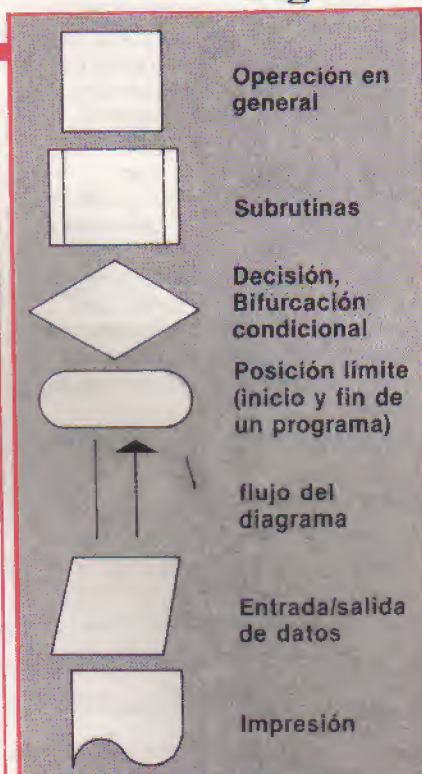 Operación en
general
Subrutinas
Decisión,
Bifurcación
condicional
Posición límite
(inicio y fin de
un programa)
flujo del
diagrama
Entrada/salida
de datos
Impresión